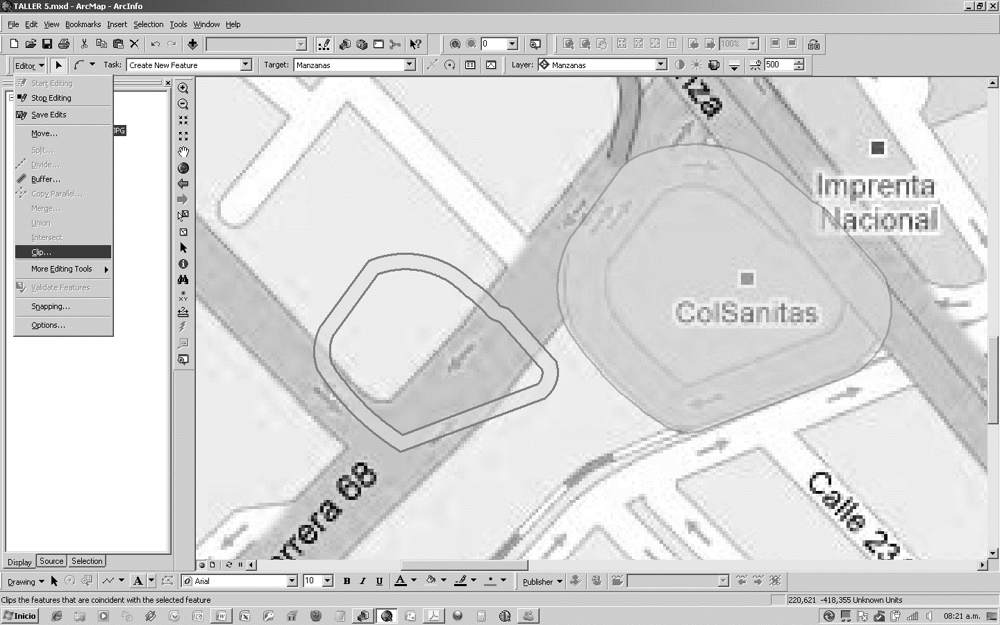 TALLER 5.mxd - ArcMap - ArcInfo
File Edit View Bookmarks Insert Selection Tools Window Help
0
100%
Editor Task: Create New Feature Target: Manzanas Layer: Manzanas 500
Start Editing
Stop Editing
Save Edits
Move...
JPG
Split...
Divide...
Buffer...
Copy Parallel...
Merge...
Union
Intersect
Clip...
More Editing Tools
Validate Features
Snapping...
Options...
XY
Imprenta
Nacional
ColSanitas
rrera 68
Calle 23
Display Source Selection
Drawing A Arial 10 B I U A Publisher
Clips the features that are coincident with the selected feature
220,621 -418,355 Unknown Units
Inicio
08:21 a.m.